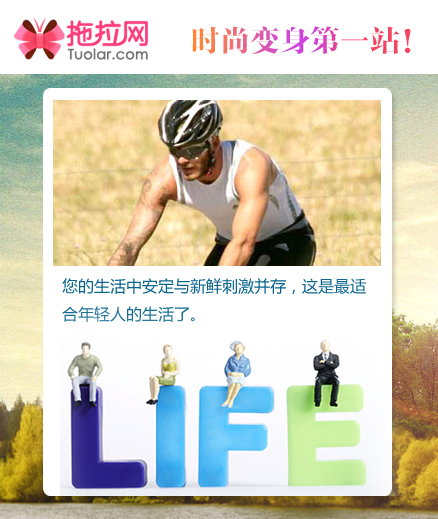 拖拉网
Tuolar.com
时尚变身第一站!
您的生活中安定与新鲜刺激并存，这是最适
合年轻人的生活了。
LIFE